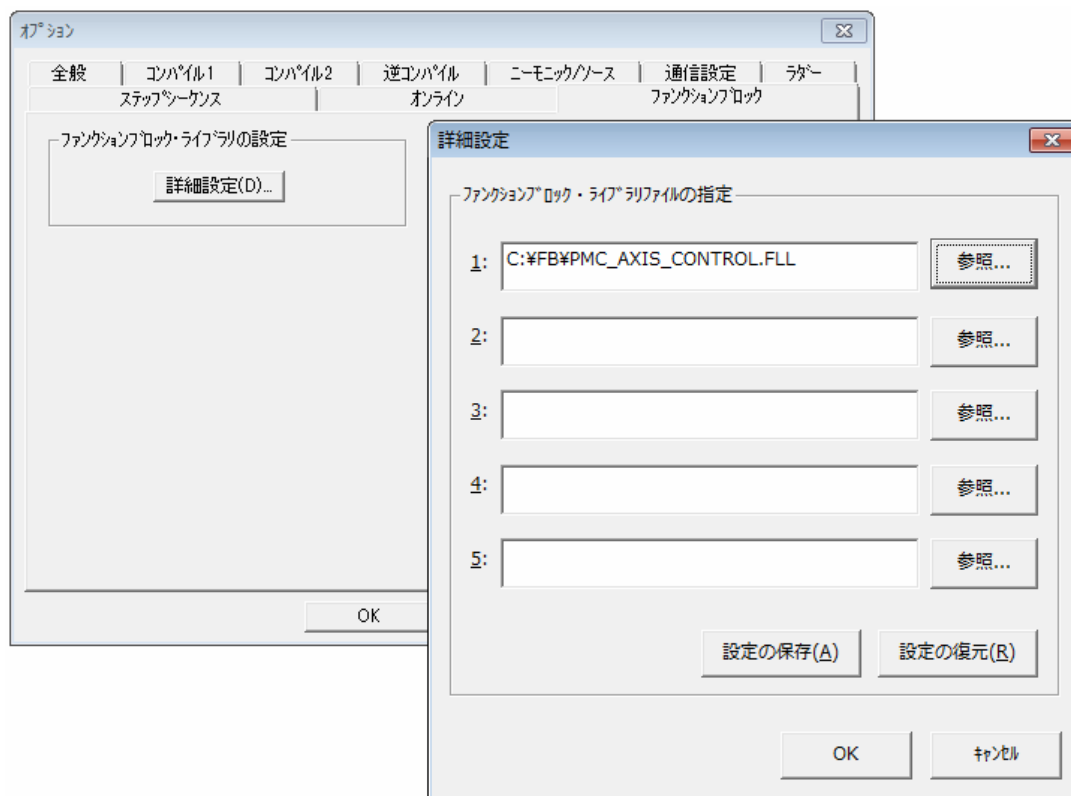 ｵﾌﾟｼｮﾝ
全般 ｺﾝﾊﾟｲﾙ1 ｺﾝﾊﾟｲﾙ2 逆ｺﾝﾊﾟｲﾙ ﾆｰﾓﾆｯｸ/ｿｰｽ 通信設定 ﾗﾀﾞｰ
ｽﾃｯﾌﾟｼｰｹﾝｽ ｵﾝﾗｲﾝ ﾌｧﾝｸｼｮﾝﾌﾞﾛｯｸ
ﾌｧﾝｸｼｮﾝﾌﾞﾛｯｸ・ﾗｲﾌﾞﾗﾘの設定
詳細設定(D)...
OK
詳細設定
ﾌｧﾝｸｼｮﾝﾌﾞﾛｯｸ・ﾗｲﾌﾞﾗﾘﾌｧｲﾙの指定
1: C:¥FB¥PMC_AXIS_CONTROL.FLL 参照...
2: 参照...
3: 参照...
4: 参照...
5: 参照...
設定の保存(A) 設定の復元(R)
OK ｷｬﾝｾﾙ